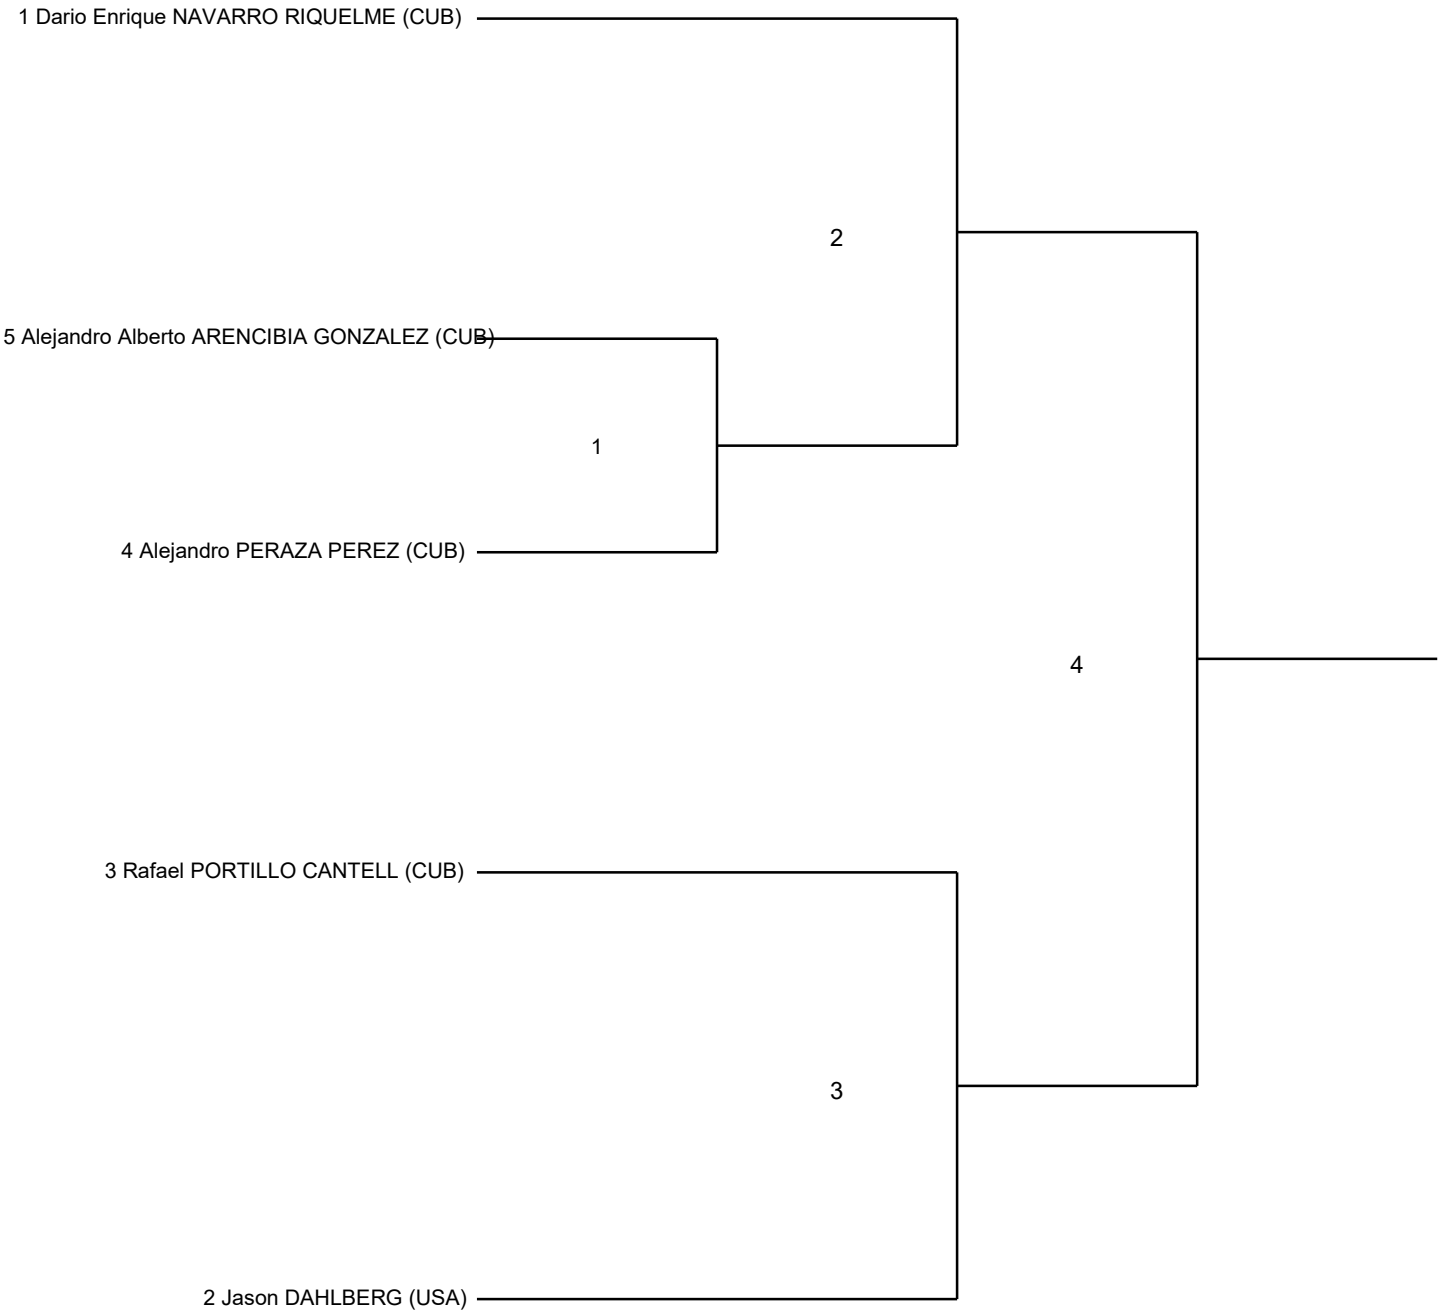 1 Dario Enrique NAVARRO RIQUELME (CUB)
2
5 Alejandro Alberto ARENCIBIA GONZALEZ (CUB)
1
4 Alejandro PERAZA PEREZ (CUB)
4
3 Rafael PORTILLO CANTELL (CUB)
3
2 Jason DAHLBERG (USA)